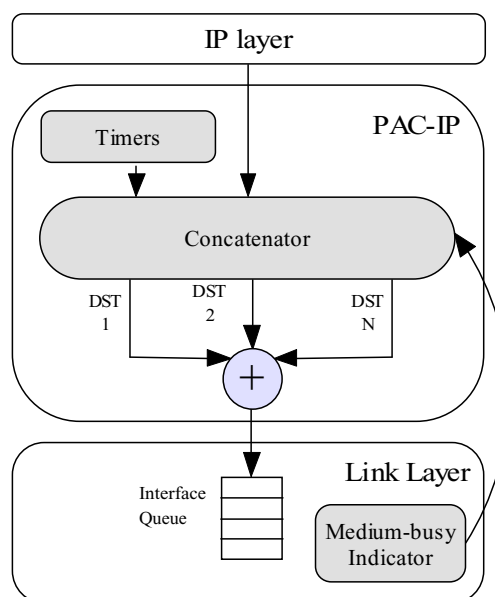 IP layer
PAC-IP
Timers
Concatenator
DST
1
DST
2
DST
N
+
Link Layer
Interface
Queue
Medium-busy
Indicator